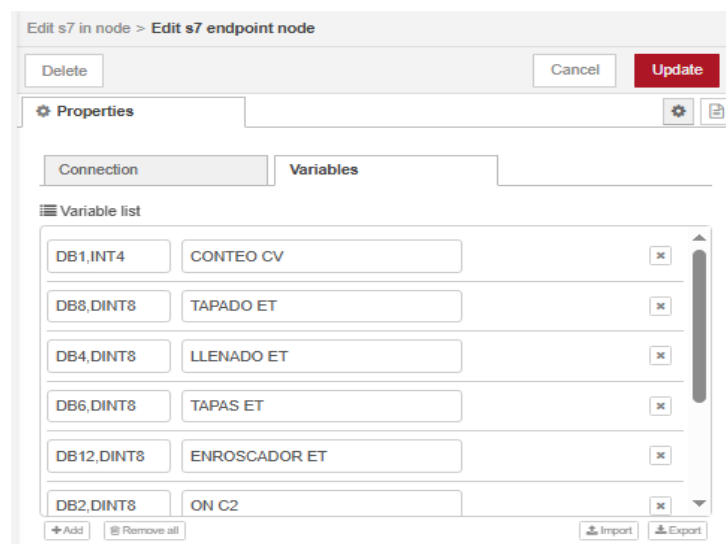 Edit s7 in node > Edit s7 endpoint node
Delete Cancel Update
Properties
Connection Variables
Variable list
DB1,INT4 CONTEO CV
DB8,DINT8 TAPADO ET
DB4,DINT8 LLENADO ET
DB6,DINT8 TAPAS ET
DB12,DINT8 ENROSCADOR ET
DB2,DINT8 ON C2
+Add Remove all Import Export